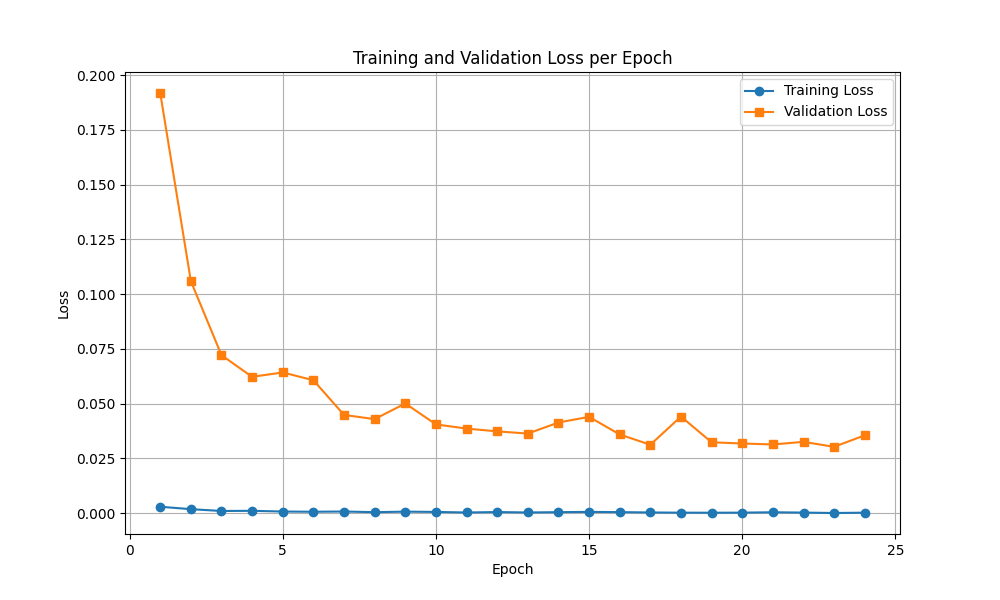 Training and Validation Loss per Epoch
Training Loss
Validation Loss
0.200
0.175
0.150
0.125
0.100
0.075
0.050
0.025
0.000
Loss
0 5 10 15 20 25
Epoch